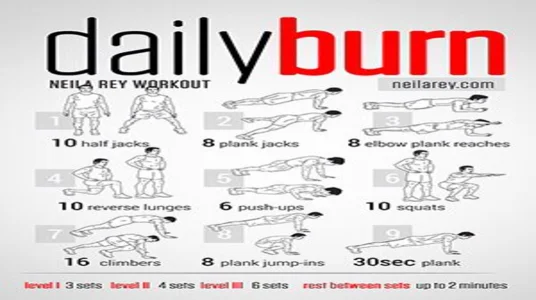 dailyburn
NEILA REY WORKOUT
neilarey.com
1
2
3
10 half jacks
8 plank jacks
8 elbow plank reaches
4
5
6
10 reverse lunges
6 push-ups
10 squats
7
8
9
16 climbers
8 plank jump-ins
30sec plank
level I 3 sets level II 4 sets level III 6 sets rest between sets up to 2 minutes